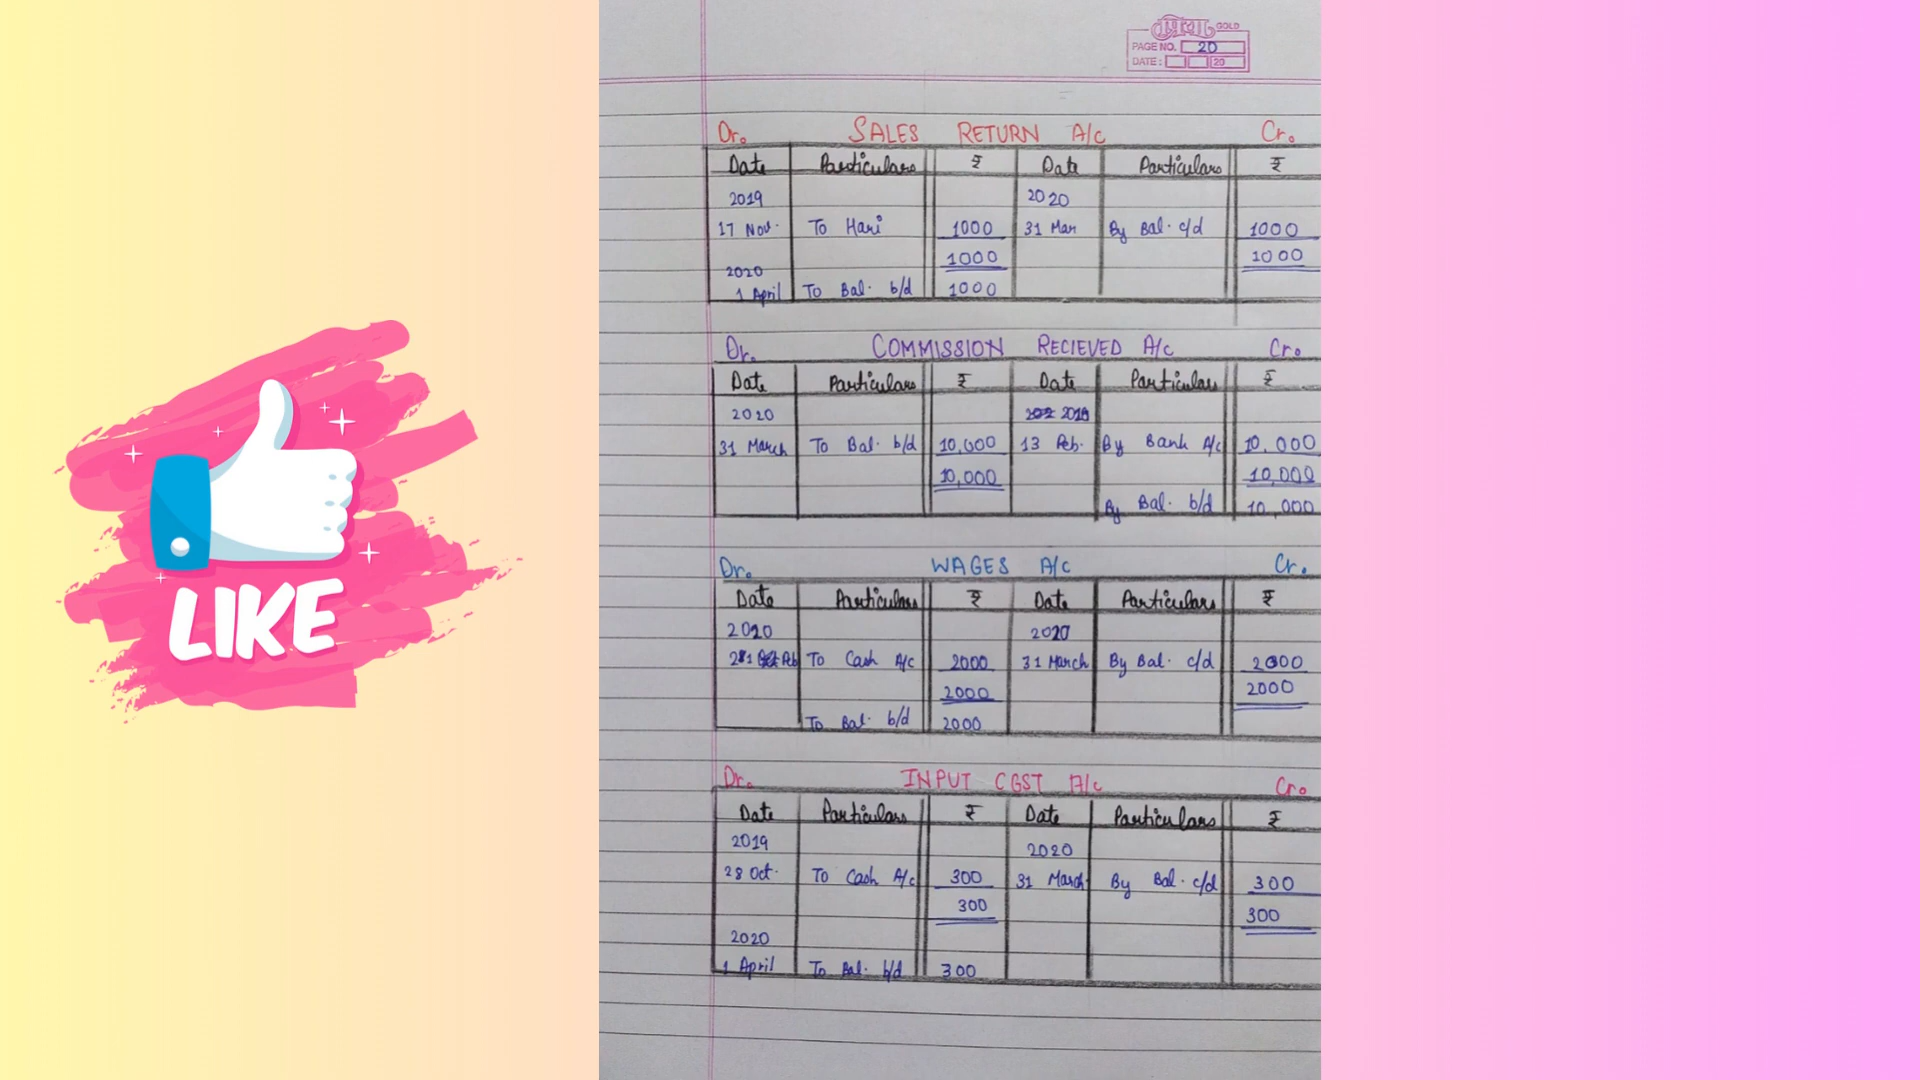 प्रभात GOLD
PAGE NO. 20
DATE: 20
Dr. SALES RETURN A/c Cr.
Date Particulars ₹ Date Particulars ₹
2019 2020
17 Nov. To Hari 1000 31 Mar By Bal. c/d 1000
1000 1000
2020
1 April To Bal. b/d 1000
Dr. COMMISSION RECIEVED A/c Cr.
Date Particulars ₹ Date Particulars ₹
2020 2019
31 March To Bal. b/d 10,000 13 Feb. By Bank A/c 10,000
10,000 10,000
By Bal. b/d 10,000
Dr. WAGES A/c Cr.
Date Particulars ₹ Date Particulars ₹
2020 2020
To Cash A/c 2000 31 March By Bal. c/d 2000
2000 2000
To Bal. b/d 2000
Dr. INPUT CGST A/c Cr.
Date Particulars ₹ Date Particulars ₹
2019 2020
28 Oct. To Cash A/c 300 31 March By Bal. c/d 300
300 300
2020
1 April To Bal. b/d 300
LIKE